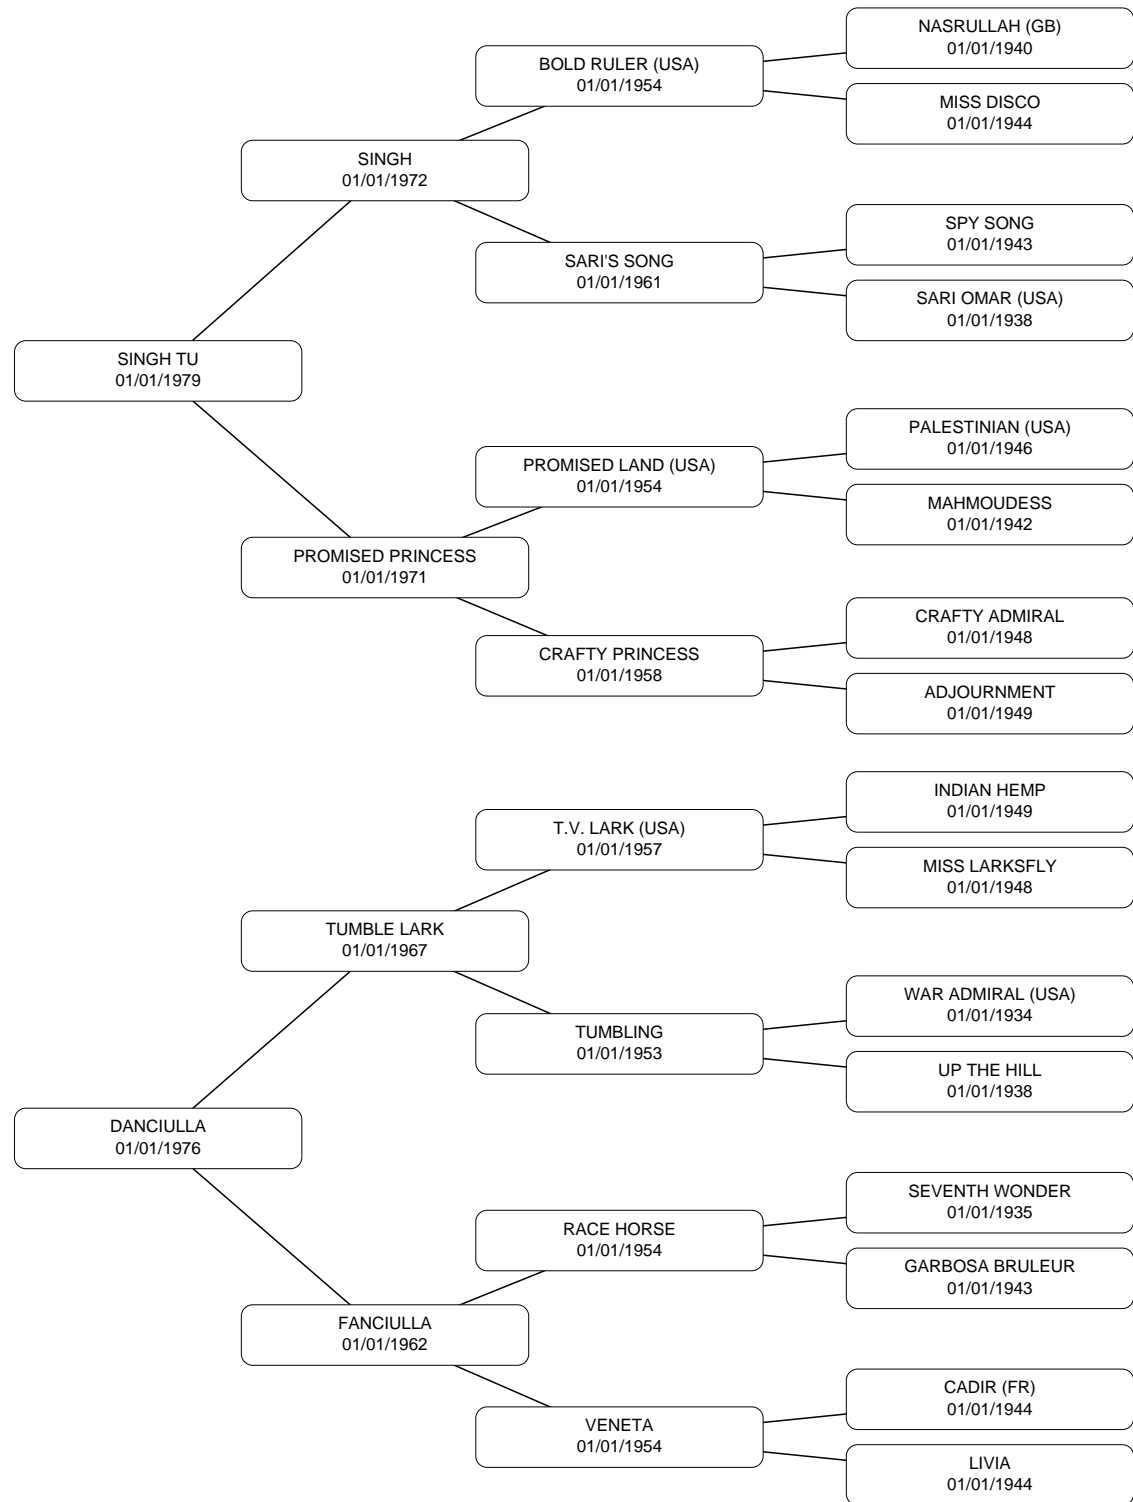 NASRULLAH (GB)
01/01/1940
BOLD RULER (USA)
01/01/1954
MISS DISCO
01/01/1944
SINGH
01/01/1972
SPY SONG
01/01/1943
SARI'S SONG
01/01/1961
SARI OMAR (USA)
01/01/1938
SINGH TU
01/01/1979
PALESTINIAN (USA)
01/01/1946
PROMISED LAND (USA)
01/01/1954
MAHMOUDESS
01/01/1942
PROMISED PRINCESS
01/01/1971
CRAFTY ADMIRAL
01/01/1948
CRAFTY PRINCESS
01/01/1958
ADJOURNMENT
01/01/1949
INDIAN HEMP
01/01/1949
T.V. LARK (USA)
01/01/1957
MISS LARKSFLY
01/01/1948
TUMBLE LARK
01/01/1967
WAR ADMIRAL (USA)
01/01/1934
TUMBLING
01/01/1953
UP THE HILL
01/01/1938
DANCIULLA
01/01/1976
SEVENTH WONDER
01/01/1935
RACE HORSE
01/01/1954
GARBOSA BRULEUR
01/01/1943
FANCIULLA
01/01/1962
CADIR (FR)
01/01/1944
VENETA
01/01/1954
LIVIA
01/01/1944